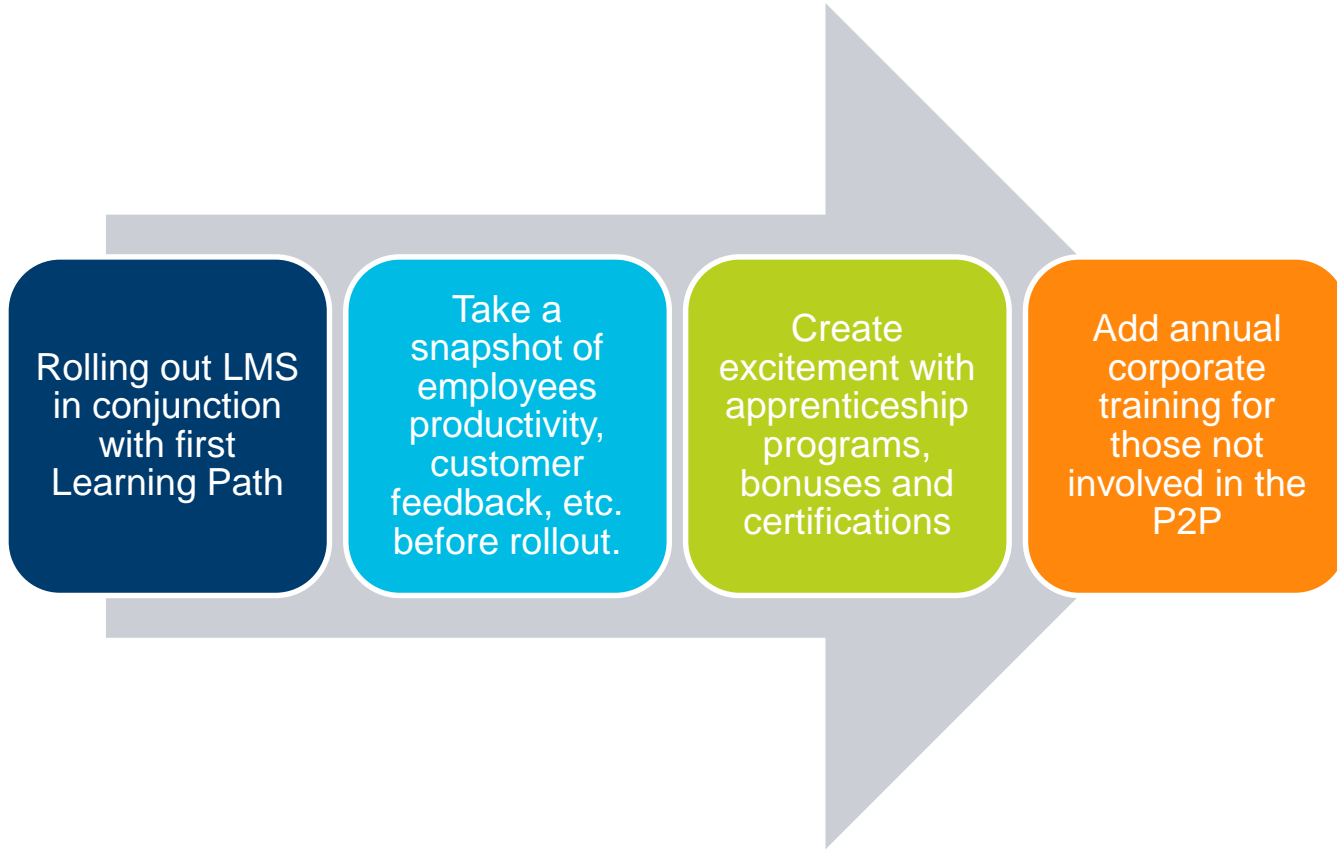 Rolling out LMS
in conjunction
with first
Learning Path
Take a
snapshot of
employees
productivity,
customer
feedback, etc.
before rollout.
Create
excitement with
apprenticeship
programs,
bonuses and
certifications
Add annual
corporate
training for
those not
involved in the
P2P